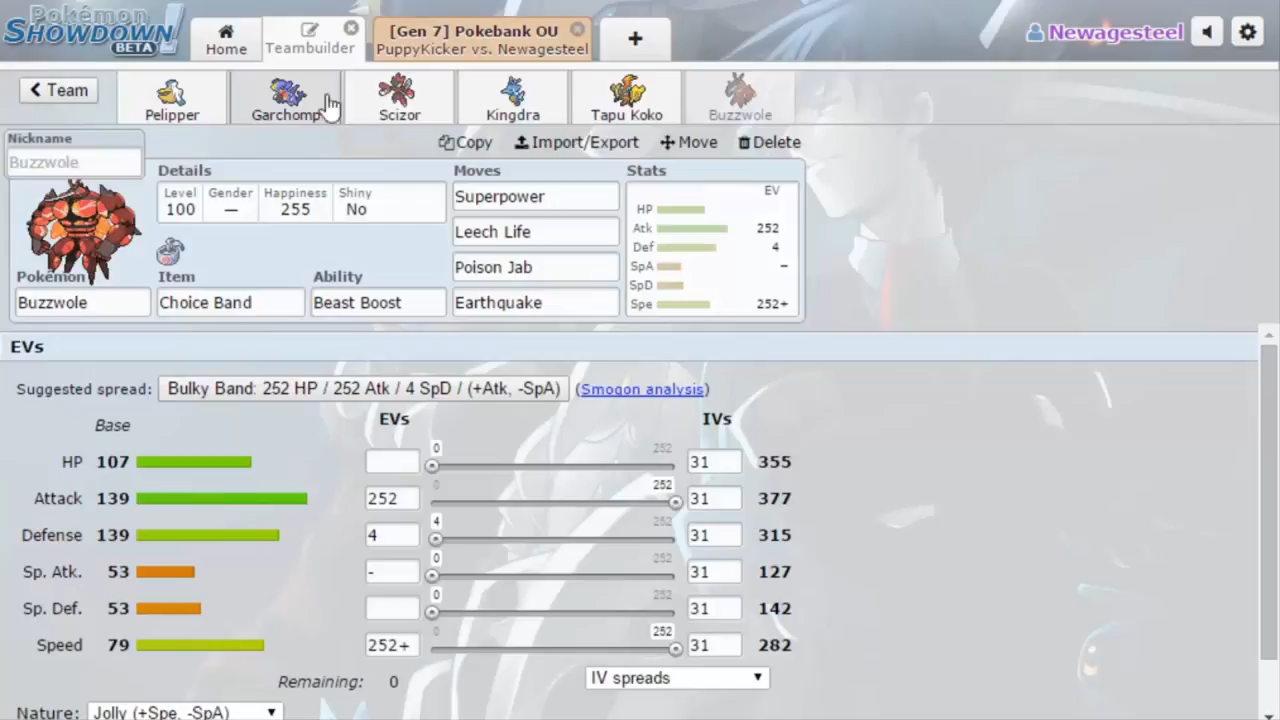 Pokémon
SHOWDOWN!
BETA
Home
Teambuilder
[Gen 7] Pokebank OU
PuppyKicker vs. Newagesteel
+
Newagesteel
Team
Pelipper
Garchomp
Scizor
Kingdra
Tapu Koko
Buzzwole
Nickname
Buzzwole
Copy
Import/Export
Move
Delete
Details
Level
Gender
Happiness
Shiny
100
—
255
No
Pokémon
Buzzwole
Item
Choice Band
Ability
Beast Boost
Moves
Superpower
Leech Life
Poison Jab
Earthquake
Stats
EV
HP
Atk 252
Def 4
SpA –
SpD
Spe 252+
EVs
Suggested spread: Bulky Band: 252 HP / 252 Atk / 4 SpD / (+Atk, -SpA) (Smogon analysis)
Base EVs IVs
HP 107 0 252 31 355
Attack 139 252 0 252 31 377
Defense 139 4 4 252 31 315
Sp. Atk. 53 - 0 252 31 127
Sp. Def. 53 0 252 31 142
Speed 79 252+ 0 252 31 282
Remaining: 0
IV spreads
Nature: Jolly (+Spe, -SpA)